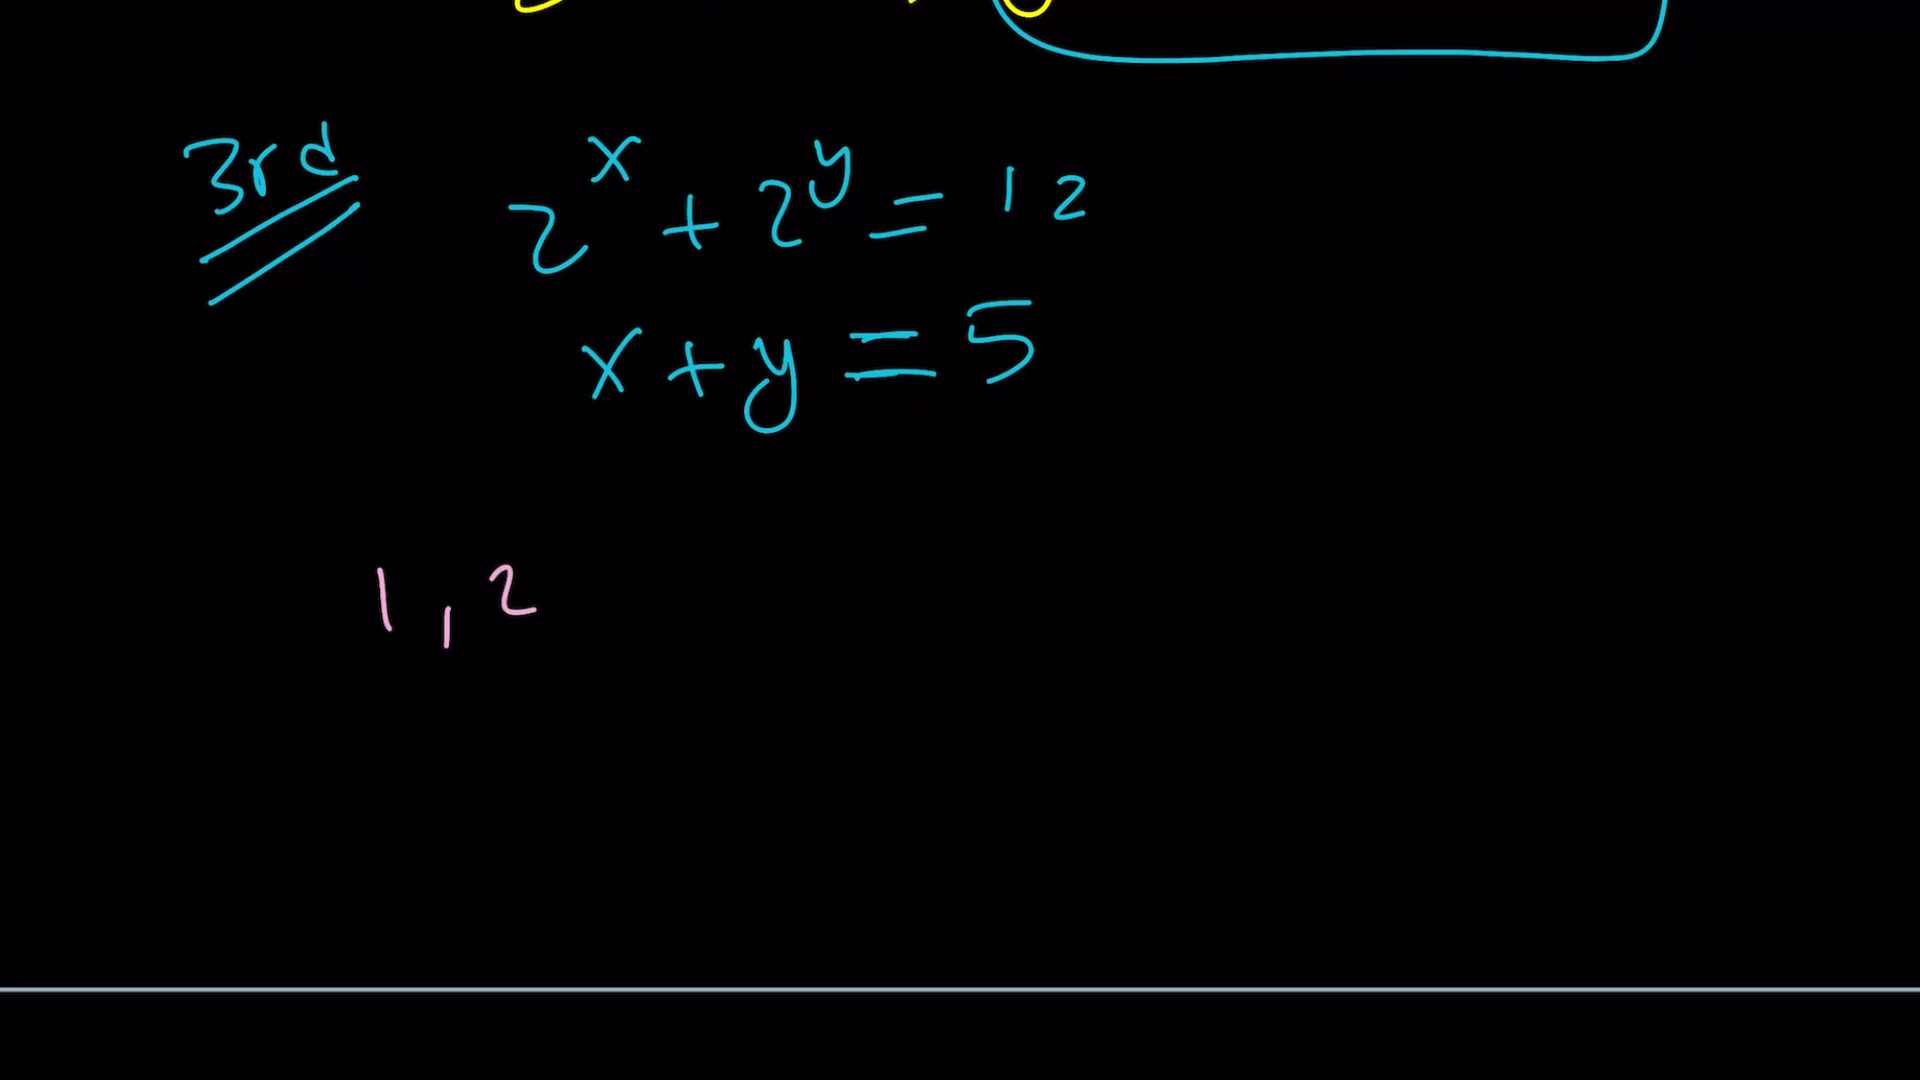 3rd
2^x + 2^y = 12
x + y = 5
1, 2